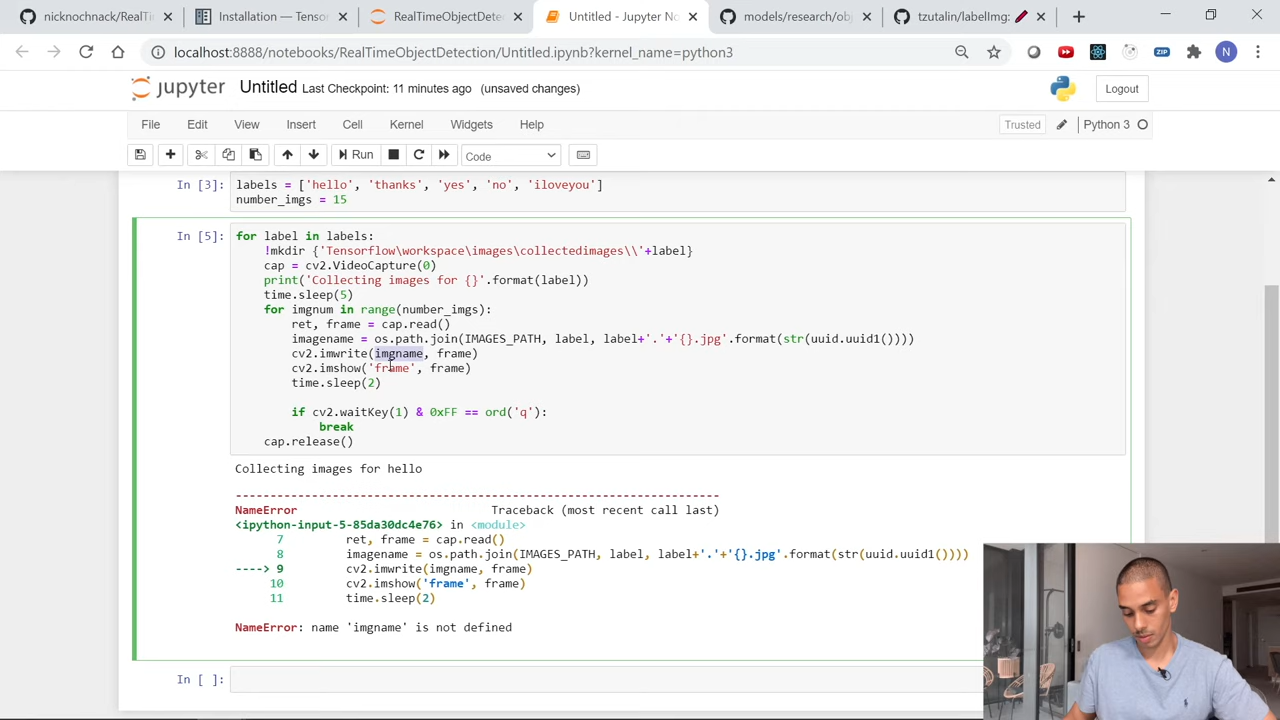 nicknochnack/RealTi
Installation — Tensor
RealTimeObjectDete
Untitled - Jupyter No
models/research/obj
tzutalin/labelImg:
localhost:8888/notebooks/RealTimeObjectDetection/Untitled.ipynb?kernel_name=python3
ZIP
N
jupyter Untitled Last Checkpoint: 11 minutes ago (unsaved changes)
Logout
File Edit View Insert Cell Kernel Widgets Help
Trusted
Python 3
Run
Code
In [3]:
labels = ['hello', 'thanks', 'yes', 'no', 'iloveyou']
number_imgs = 15
In [5]:
for label in labels:
!mkdir {'Tensorflow\workspace\images\collectedimages\\'+label}
cap = cv2.VideoCapture(0)
print('Collecting images for {}'.format(label))
time.sleep(5)
for imgnum in range(number_imgs):
ret, frame = cap.read()
imagename = os.path.join(IMAGES_PATH, label, label+'.'+'{}.jpg'.format(str(uuid.uuid1())))
cv2.imwrite(imgname, frame)
cv2.imshow('frame', frame)
time.sleep(2)
if cv2.waitKey(1) & 0xFF == ord('q'):
break
cap.release()
Collecting images for hello
---------------------------------------------------------------------------
NameError Traceback (most recent call last)
<ipython-input-5-85da30dc4e76> in <module>
7 ret, frame = cap.read()
8 imagename = os.path.join(IMAGES_PATH, label, label+'.'+'{}.jpg'.format(str(uuid.uuid1())))
----> 9 cv2.imwrite(imgname, frame)
10 cv2.imshow('frame', frame)
11 time.sleep(2)
NameError: name 'imgname' is not defined
In [ ]: